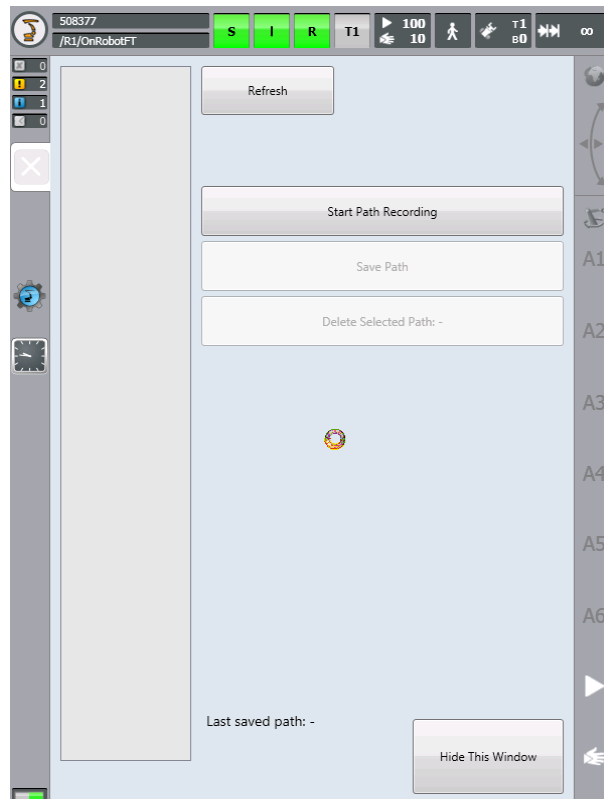 508377
/R1/OnRobotFT
S I R T1 100 10 T1 B0 ∞
0
2
1
0
Refresh
Start Path Recording
Save Path
Delete Selected Path: -
A1
A2
A3
A4
A5
A6
Last saved path: -
Hide This Window